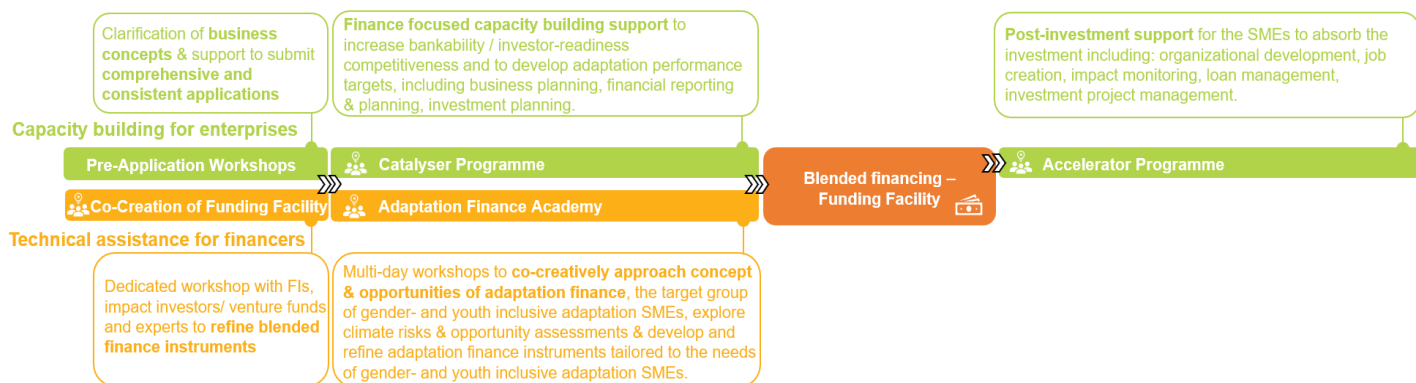 Clarification of business
concepts & support to submit
comprehensive and
consistent applications
Finance focused capacity building support to
increase bankability / investor-readiness
competitiveness and to develop adaptation performance
targets, including business planning, financial reporting
& planning, investment planning.
Post-investment support for the SMEs to absorb the
investment including: organizational development, job
creation, impact monitoring, loan management,
investment project management.
Capacity building for enterprises
Pre-Application Workshops
Catalyser Programme
Blended financing –
Funding Facility
Accelerator Programme
Co-Creation of Funding Facility
Adaptation Finance Academy
Technical assistance for financers
Dedicated workshop with FIs,
impact investors/ venture funds
and experts to refine blended
finance instruments
Multi-day workshops to co-creatively approach concept
& opportunities of adaptation finance, the target group
of gender- and youth inclusive adaptation SMEs, explore
climate risks & opportunity assessments & develop and
refine adaptation finance instruments tailored to the needs
of gender- and youth inclusive adaptation SMEs.